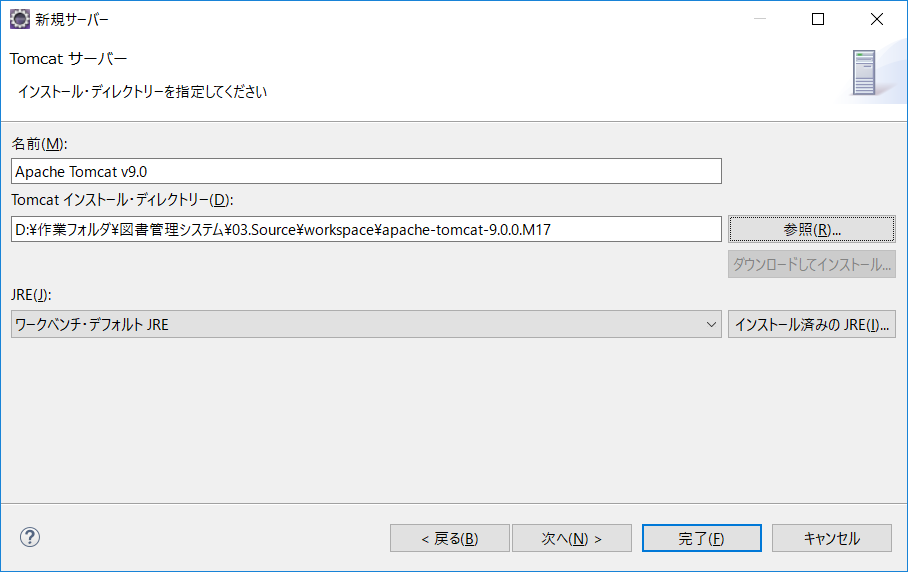 新規サーバー
Tomcat サーバー
インストール・ディレクトリーを指定してください
名前(M):
Apache Tomcat v9.0
Tomcat インストール・ディレクトリー(D):
D:¥作業フォルダ¥図書管理システム¥03.Source¥workspace¥apache-tomcat-9.0.0.M17
参照(R)...
ダウンロードしてインストール...
JRE(J):
ワークベンチ・デフォルト JRE
インストール済みの JRE(I)...
?
< 戻る(B)
次へ(N) >
完了(F)
キャンセル